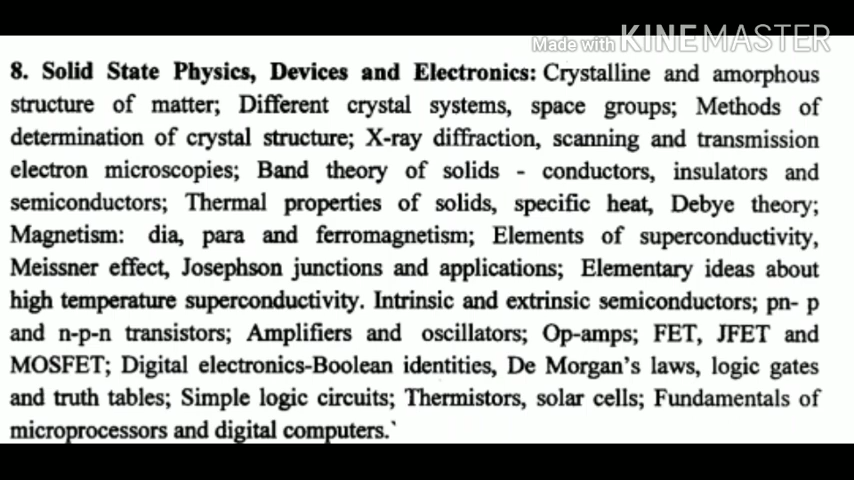 Made with KINEMASTER
8. Solid State Physics, Devices and Electronics: Crystalline and amorphous
structure of matter; Different crystal systems, space groups; Methods of
determination of crystal structure; X-ray diffraction, scanning and transmission
electron microscopies; Band theory of solids - conductors, insulators and
semiconductors; Thermal properties of solids, specific heat, Debye theory;
Magnetism: dia, para and ferromagnetism; Elements of superconductivity,
Meissner effect, Josephson junctions and applications; Elementary ideas about
high temperature superconductivity. Intrinsic and extrinsic semiconductors; pn- p
and n-p-n transistors; Amplifiers and oscillators; Op-amps; FET, JFET and
MOSFET; Digital electronics-Boolean identities, De Morgan's laws, logic gates
and truth tables; Simple logic circuits; Thermistors, solar cells; Fundamentals of
microprocessors and digital computers.`